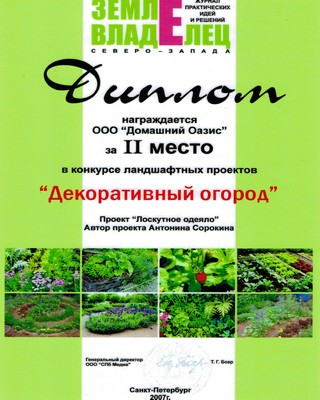 ЗЕМЛЕ
ВЛАДЕЛЕЦ
ЖУРНАЛ
ПРАКТИЧЕСКИХ
ИДЕЙ
И РЕШЕНИЙ
СЕВЕРО-ЗАПАДА
Диплом
награждается
ООО "Домашний Оазис"
за II место
в конкурсе ландшафтных проектов
"Декоративный огород"
Проект "Лоскутное одеяло"
Автор проекта Антонина Сорокина
Генеральный директор
ООО "СПБ Медиа"
Т. Г. Боер
Санкт-Петербург
2007г.